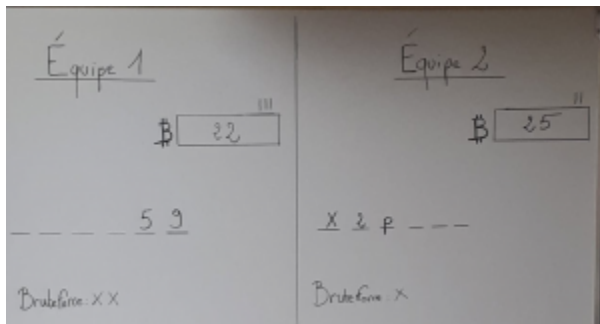 Équipe 1
|||
₿ 22
_ _ _ _ 5 9
Bruteforce: X X
Équipe 2
||
₿ 25
X 2 P _ _ _
Bruteforce: X